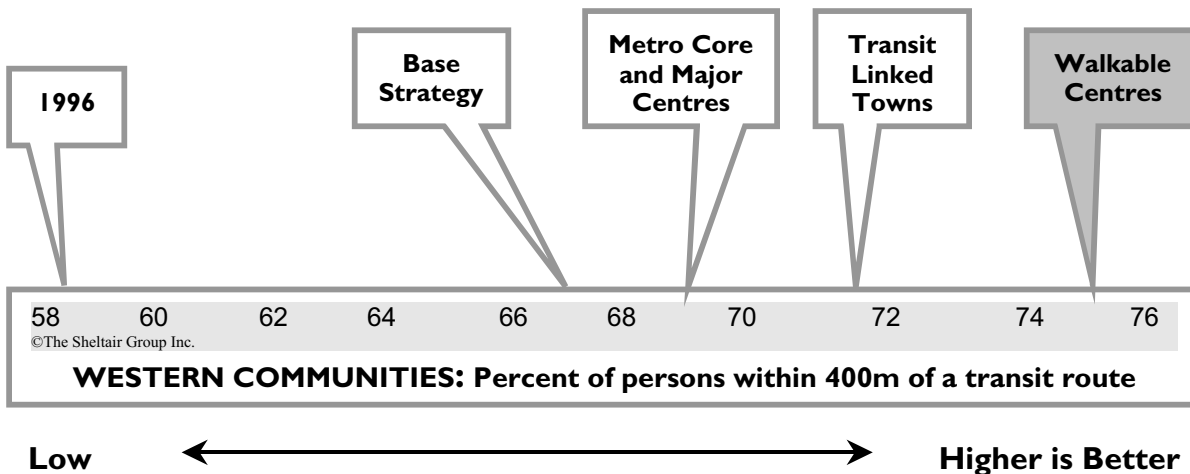 1996
Base
Strategy
Metro Core
and Major
Centres
Transit
Linked
Towns
Walkable
Centres
58 60 62 64 66 68 70 72 74 76
©The Sheltair Group Inc.
WESTERN COMMUNITIES: Percent of persons within 400m of a transit route
Low Higher is Better